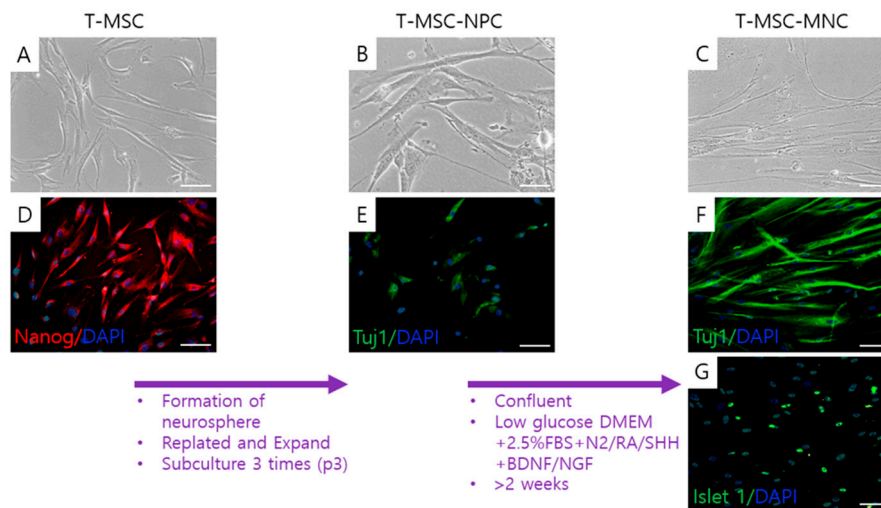 T-MSC
T-MSC-NPC
T-MSC-MNC
A
B
C
D
Nanog/DAPI
E
Tuj1/DAPI
F
Tuj1/DAPI
• Formation of
neurosphere
• Replated and Expand
• Subculture 3 times (p3)
• Confluent
• Low glucose DMEM
+2.5%FBS+N2/RA/SHH
+BDNF/NGF
• >2 weeks
G
Islet 1/DAPI